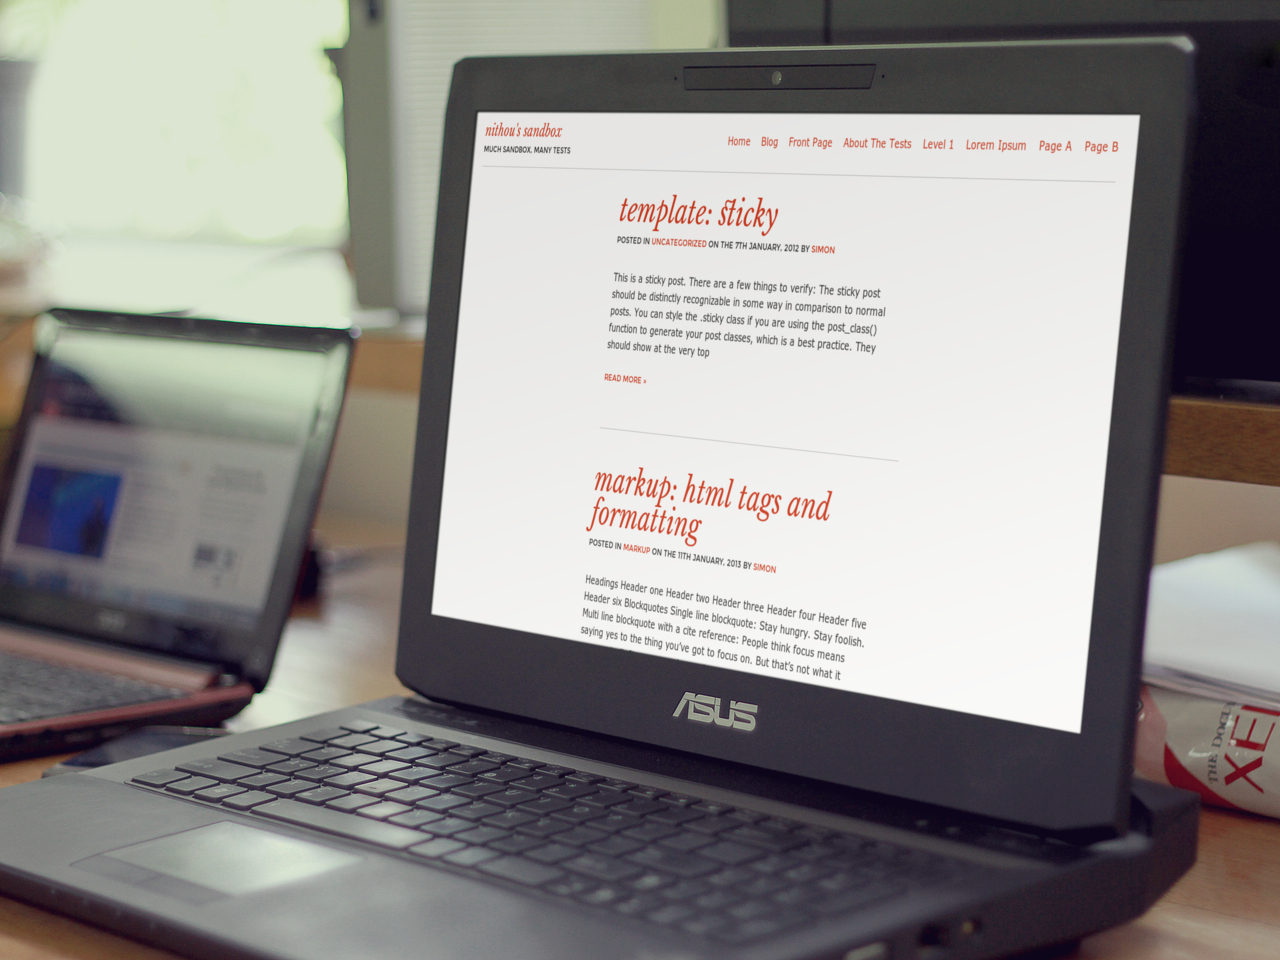 nithou's sandbox
MUCH SANDBOX, MANY TESTS
Home Blog Front Page About The Tests Level 1 Lorem Ipsum Page A Page B
template: sticky
POSTED IN UNCATEGORIZED ON THE 7TH JANUARY, 2012 BY SIMON
This is a sticky post. There are a few things to verify: The sticky post
should be distinctly recognizable in some way in comparison to normal
posts. You can style the .sticky class if you are using the post_class()
function to generate your post classes, which is a best practice. They
should show at the very top
READ MORE »
markup: html tags and
formatting
POSTED IN MARKUP ON THE 11TH JANUARY, 2013 BY SIMON
Headings Header one Header two Header three Header four Header five
Header six Blockquotes Single line blockquote: Stay hungry. Stay foolish.
Multi line blockquote with a cite reference: People think focus means
saying yes to the thing you've got to focus on. But that's not what it
ASUS
THE